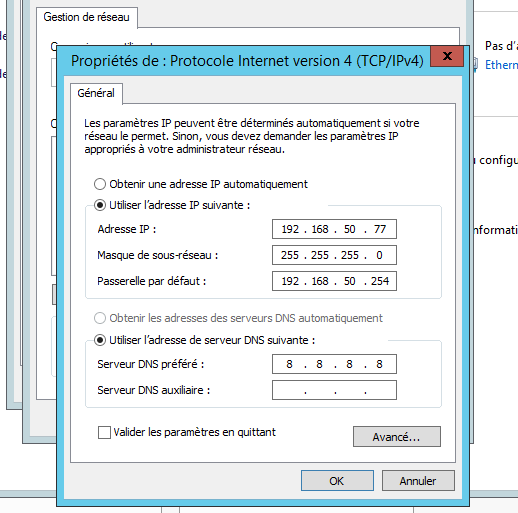 Gestion de réseau
Propriétés de : Protocole Internet version 4 (TCP/IPv4)
x
Pas d'a
Ethern
Général
Les paramètres IP peuvent être déterminés automatiquement si votre
réseau le permet. Sinon, vous devez demander les paramètres IP
appropriés à votre administrateur réseau.
Obtenir une adresse IP automatiquement
Utiliser l'adresse IP suivante :
Adresse IP :
192 . 168 . 50 . 77
Masque de sous-réseau :
255 . 255 . 255 . 0
Passerelle par défaut :
192 . 168 . 50 . 254
configu
nformati
Obtenir les adresses des serveurs DNS automatiquement
Utiliser l'adresse de serveur DNS suivante :
Serveur DNS préféré :
8 . 8 . 8 . 8
Serveur DNS auxiliaire :
. . .
Valider les paramètres en quittant
Avancé...
OK
Annuler